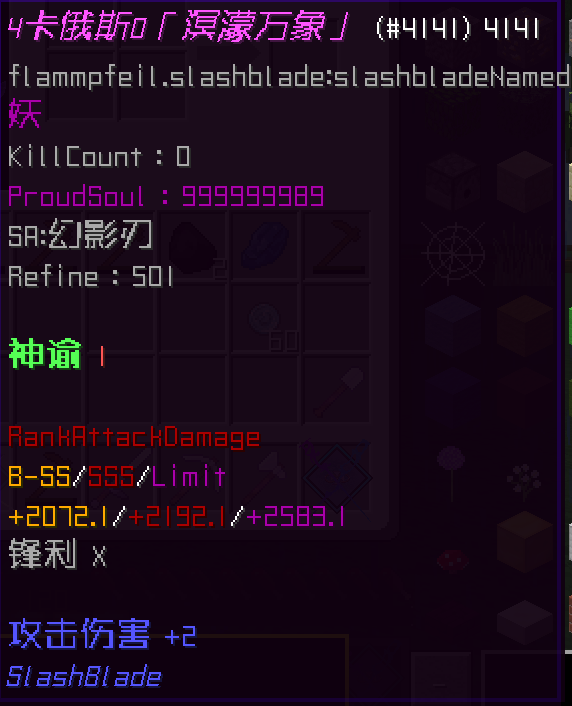 4卡俄斯0「溟濛万象」 (#4141) 4141
flammpfeil.slashblade:slashbladeNamed
妖
KillCount : 0
ProudSoul : 999999989
SA:幻影刃
Refine : 501
神谕 I
RankAttackDamage
B-SS/SSS/Limit
+2072.1/+2192.1/+2583.1
锋利 X
攻击伤害 +2
SlashBlade
2
60